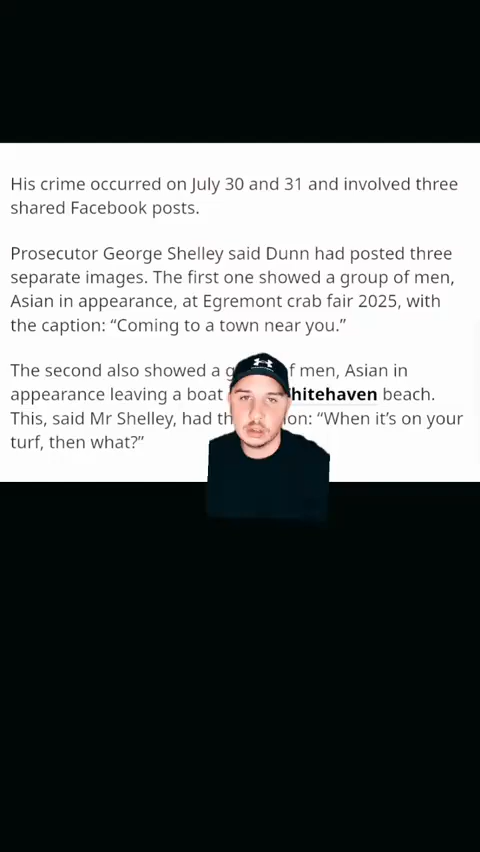 His crime occurred on July 30 and 31 and involved three
shared Facebook posts.
Prosecutor George Shelley said Dunn had posted three
separate images. The first one showed a group of men,
Asian in appearance, at Egremont crab fair 2025, with
the caption: “Coming to a town near you.”
The second also showed a f men, Asian in
appearance leaving a boat hitehaven beach.
This, said Mr Shelley, had th ion: “When it’s on your
turf, then what?”